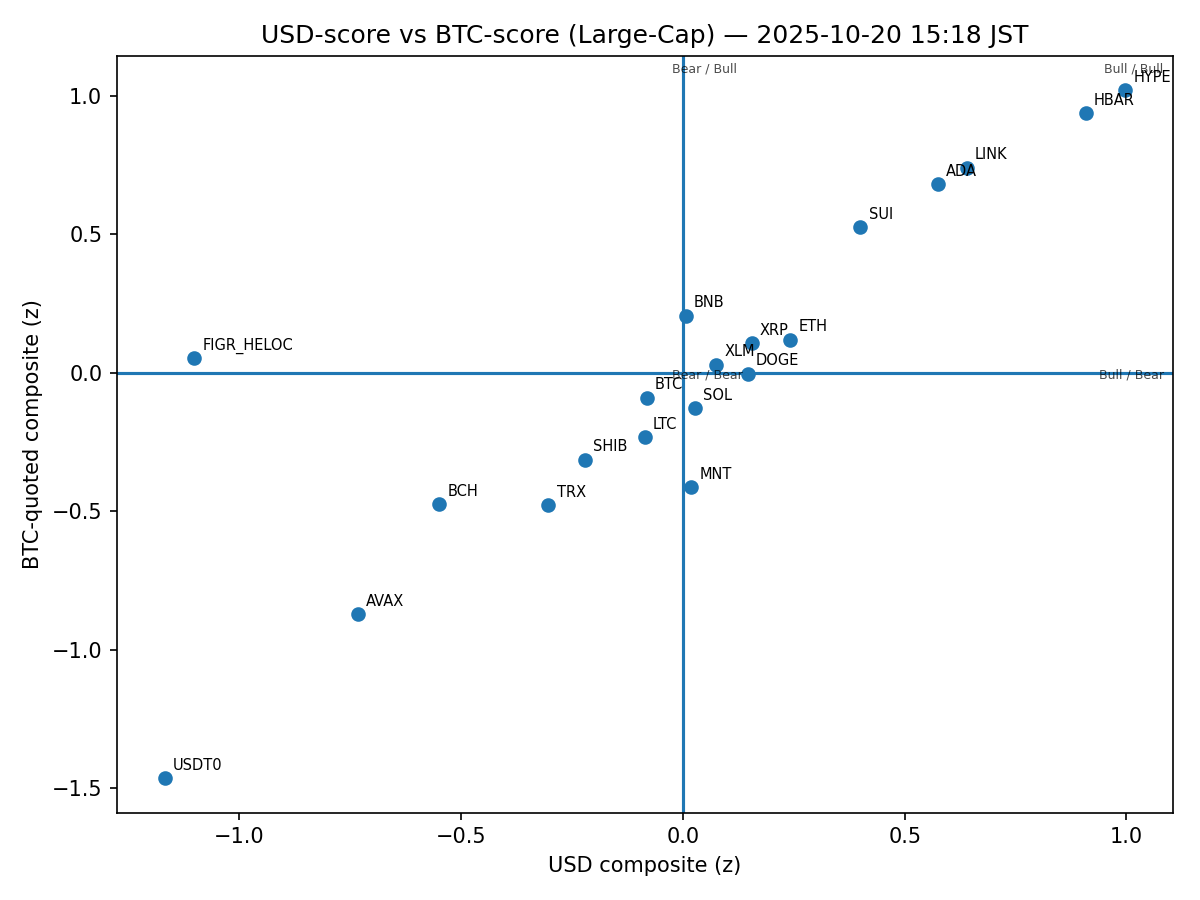 USD-score vs BTC-score (Large-Cap) — 2025-10-20 15:18 JST
Bear / Bull
Bull / Bull
HYPE
1.0
HBAR
LINK
ADA
0.5
SUI
BNB
ETH
XRP
XLM
FIGR_HELOC
DOGE
0.0
Bear / Bear
Bull / Bear
BTC
SOL
LTC
SHIB
MNT
BCH
TRX
−0.5
AVAX
−1.0
USDT0
−1.5
BTC-quoted composite (z)
−1.0
−0.5
0.0
0.5
1.0
USD composite (z)